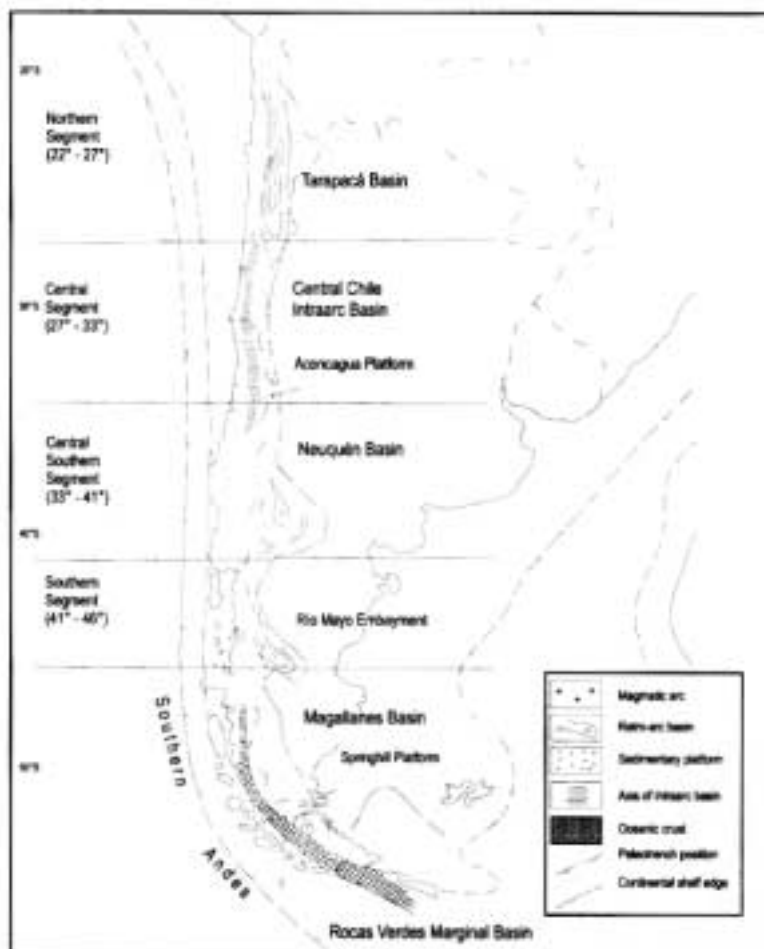 Northern
Segment
(22° - 27°)
Tarapacá Basin
Central
Segment
(27° - 33°)
Central Chile
Intraarc Basin
30°S
Aconcagua Platform
Central
Southern
Segment
(33° - 41°)
Neuquén Basin
40°S
Southern
Segment
(41° - 46°)
Río Mayo Embayment
Magallanes Basin
Springhill Platform
50°S
Southern Andes
Rocas Verdes Marginal Basin
Magmatic arc
Retro-arc basin
Sedimentary platform
Axis of intraarc basin
Oceanic crust
Paleotrench position
Continental shelf edge